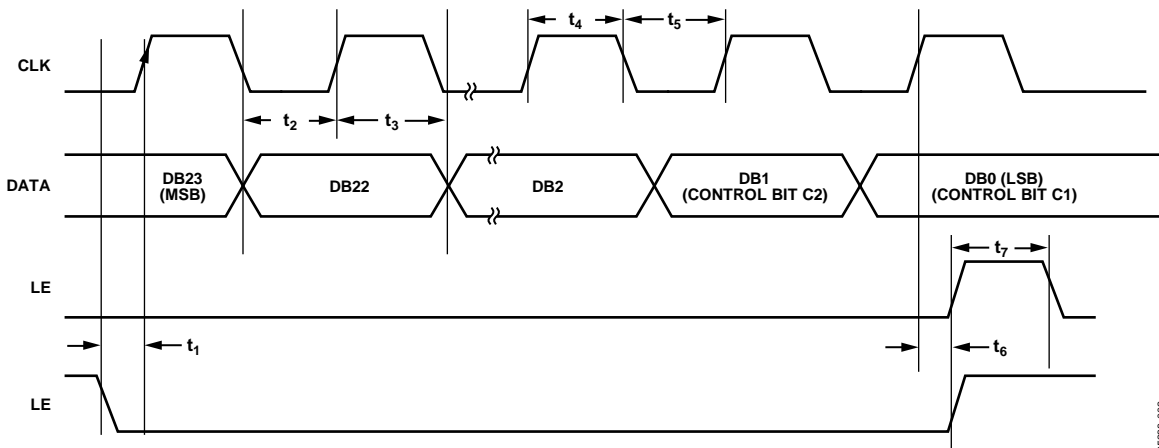 t4
t5
CLK
t2
t3
DATA
DB23
(MSB)
DB22
DB2
DB1
(CONTROL BIT C2)
DB0 (LSB)
(CONTROL BIT C1)
t7
LE
t1
t6
LE